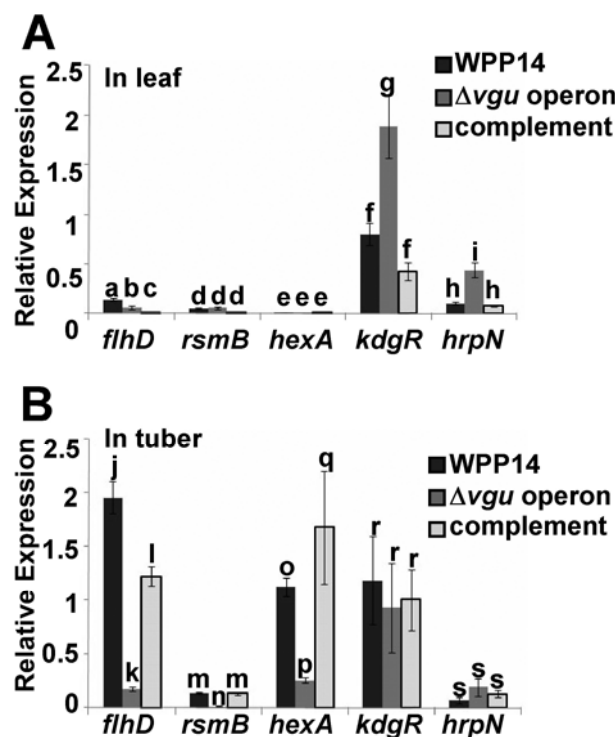 A
In leaf
WPP14
Δvgu operon
complement
Relative Expression
2.5
2
1.5
1
0.5
0
a b c
d d d
e e e
f g f
h i h
flhD rsmB hexA kdgR hrpN
B
In tuber
WPP14
Δvgu operon
complement
Relative Expression
2.5
2
1.5
1
0.5
0
j k l
m n m
o p q
r r r
s s s
flhD rsmB hexA kdgR hrpN